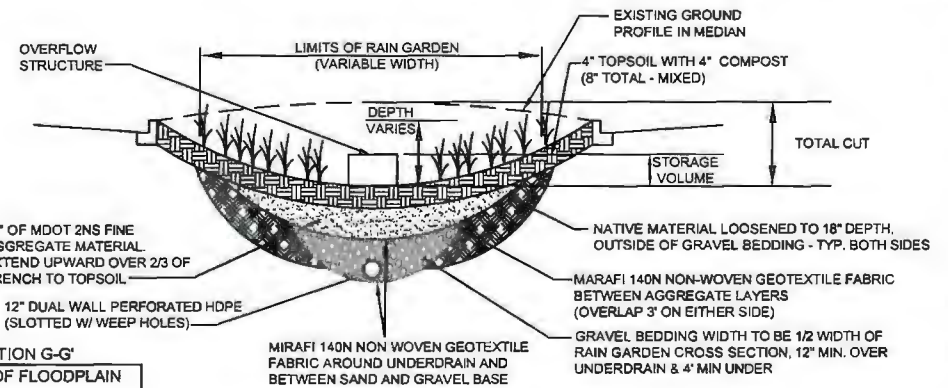 EXISTING GROUND
PROFILE IN MEDIAN
OVERFLOW
STRUCTURE
LIMITS OF RAIN GARDEN
(VARIABLE WIDTH)
4" TOPSOIL WITH 4" COMPOST
(8" TOTAL - MIXED)
DEPTH
VARIES
TOTAL CUT
STORAGE
VOLUME
" OF MDOT 2NS FINE
GGREGATE MATERIAL.
XTEND UPWARD OVER 2/3 OF
RENCH TO TOPSOIL
NATIVE MATERIAL LOOSENED TO 18" DEPTH,
OUTSIDE OF GRAVEL BEDDING - TYP. BOTH SIDES
12" DUAL WALL PERFORATED HDPE
(SLOTTED W/ WEEP HOLES)
MARAFI 140N NON-WOVEN GEOTEXTILE FABRIC
BETWEEN AGGREGATE LAYERS
(OVERLAP 3' ON EITHER SIDE)
MIRAFI 140N NON WOVEN GEOTEXTILE
FABRIC AROUND UNDERDRAIN AND
BETWEEN SAND AND GRAVEL BASE
GRAVEL BEDDING WIDTH TO BE 1/2 WIDTH OF
RAIN GARDEN CROSS SECTION, 12" MIN. OVER
UNDERDRAIN & 4' MIN UNDER
TION G-G'
OF FLOODPLAIN